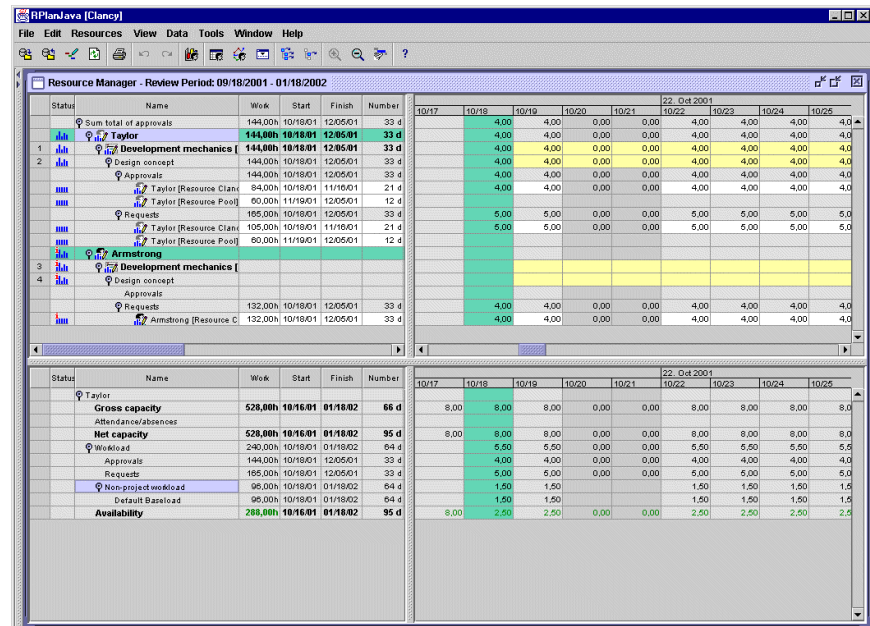 RPlanJava [Clancy]
File Edit Resources View Data Tools Window Help
?
Resource Manager - Review Period: 09/18/2001 - 01/18/2002
Status Name Work Start Finish Number 22. Oct 2001
10/17 10/18 10/19 10/20 10/21 10/22 10/23 10/24 10/25
Sum total of approvals 144,00h 10/18/01 12/05/01 33 d 4,00 4,00 0,00 0,00 4,00 4,00 4,00 4,0
Taylor 144,00h 10/18/01 12/05/01 33 d 4,00 4,00 0,00 0,00 4,00 4,00 4,00 4,0
1 Development mechanics [ 144,00h 10/18/01 12/05/01 33 d 4,00 4,00 0,00 0,00 4,00 4,00 4,00 4,0
2 Design concept 144,00h 10/18/01 12/05/01 33 d 4,00 4,00 0,00 0,00 4,00 4,00 4,00 4,0
Approvals 144,00h 10/18/01 12/05/01 33 d 4,00 4,00 0,00 0,00 4,00 4,00 4,00 4,0
Taylor [Resource Clanc 84,00h 10/18/01 11/16/01 21 d 4,00 4,00 0,00 0,00 4,00 4,00 4,00 4,0
Taylor [Resource Pool] 60,00h 11/19/01 12/05/01 12 d
Requests 165,00h 10/18/01 12/05/01 33 d 5,00 5,00 0,00 0,00 5,00 5,00 5,00 5,0
Taylor [Resource Clanc 105,00h 10/18/01 11/16/01 21 d 5,00 5,00 0,00 0,00 5,00 5,00 5,00 5,0
Taylor [Resource Pool] 60,00h 11/19/01 12/05/01 12 d
Armstrong
3 Development mechanics [
4 Design concept
Approvals
Requests 132,00h 10/18/01 12/05/01 33 d 4,00 4,00 0,00 0,00 4,00 4,00 4,00 4,0
Armstrong [Resource C 132,00h 10/18/01 12/05/01 33 d 4,00 4,00 0,00 0,00 4,00 4,00 4,00 4,0
Status Name Work Start Finish Number 22. Oct 2001
10/17 10/18 10/19 10/20 10/21 10/22 10/23 10/24 10/25
Taylor
Gross capacity 528,00h 10/16/01 01/18/02 66 d 8,00 8,00 8,00 0,00 0,00 8,00 8,00 8,00 8,0
Attendance/absences
Net capacity 528,00h 10/16/01 01/18/02 95 d 8,00 8,00 8,00 0,00 0,00 8,00 8,00 8,00 8,0
Workload 240,00h 10/18/01 01/18/02 64 d 5,50 5,50 0,00 0,00 5,50 5,50 5,50 5,5
Approvals 144,00h 10/18/01 12/05/01 33 d 4,00 4,00 0,00 0,00 4,00 4,00 4,00 4,0
Requests 165,00h 10/18/01 12/05/01 33 d 5,00 5,00 0,00 0,00 5,00 5,00 5,00 5,0
Non-project workload 96,00h 10/18/01 01/18/02 64 d 1,50 1,50 1,50 1,50 1,50 1,5
Default Baseload 96,00h 10/18/01 01/18/02 64 d 1,50 1,50 1,50 1,50 1,50 1,5
Availability 288,00h 10/16/01 01/18/02 95 d 8,00 2,50 2,50 0,00 0,00 2,50 2,50 2,50 2,5